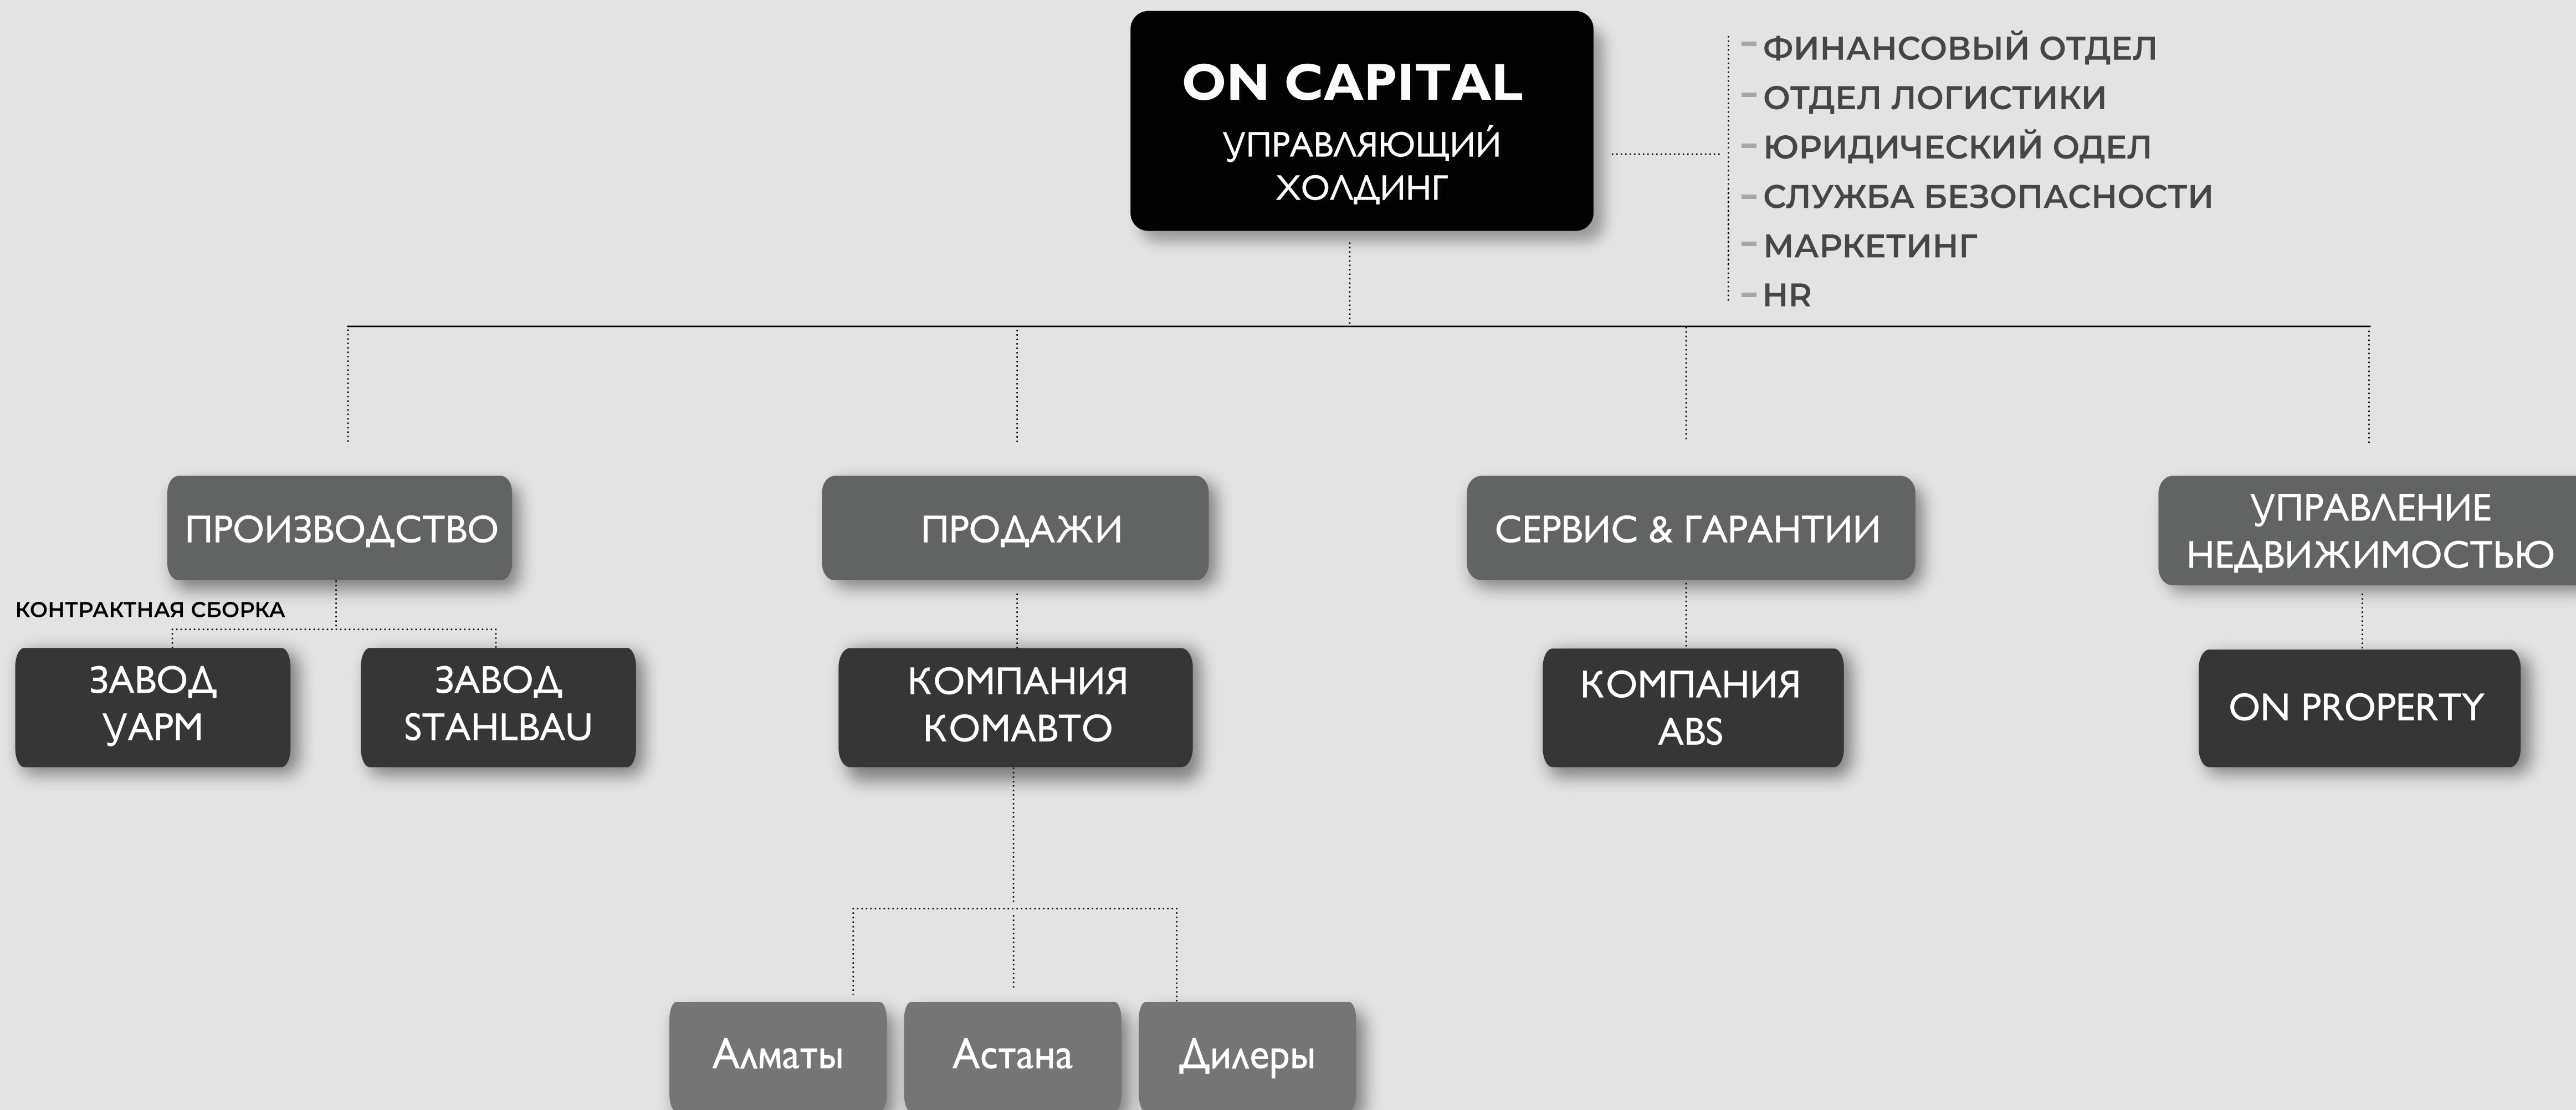 ON CAPITAL
УПРАВЛЯЮЩИЙ
ХОЛДИНГ
ФИНАНСОВЫЙ ОТДЕЛ
ОТДЕЛ ЛОГИСТИКИ
ЮРИДИЧЕСКИЙ ОДЕЛ
СЛУЖБА БЕЗОПАСНОСТИ
МАРКЕТИНГ
HR
ПРОИЗВОДСТВО
ПРОДАЖИ
СЕРВИС & ГАРАНТИИ
УПРАВЛЕНИЕ
НЕДВИЖИМОСТЬЮ
КОНТРАКТНАЯ СБОРКА
ЗАВОД
УАРМ
ЗАВОД
STAHLBAU
КОМПАНИЯ
КОМАВТО
КОМПАНИЯ
ABS
ON PROPERTY
Алматы
Астана
Дилеры